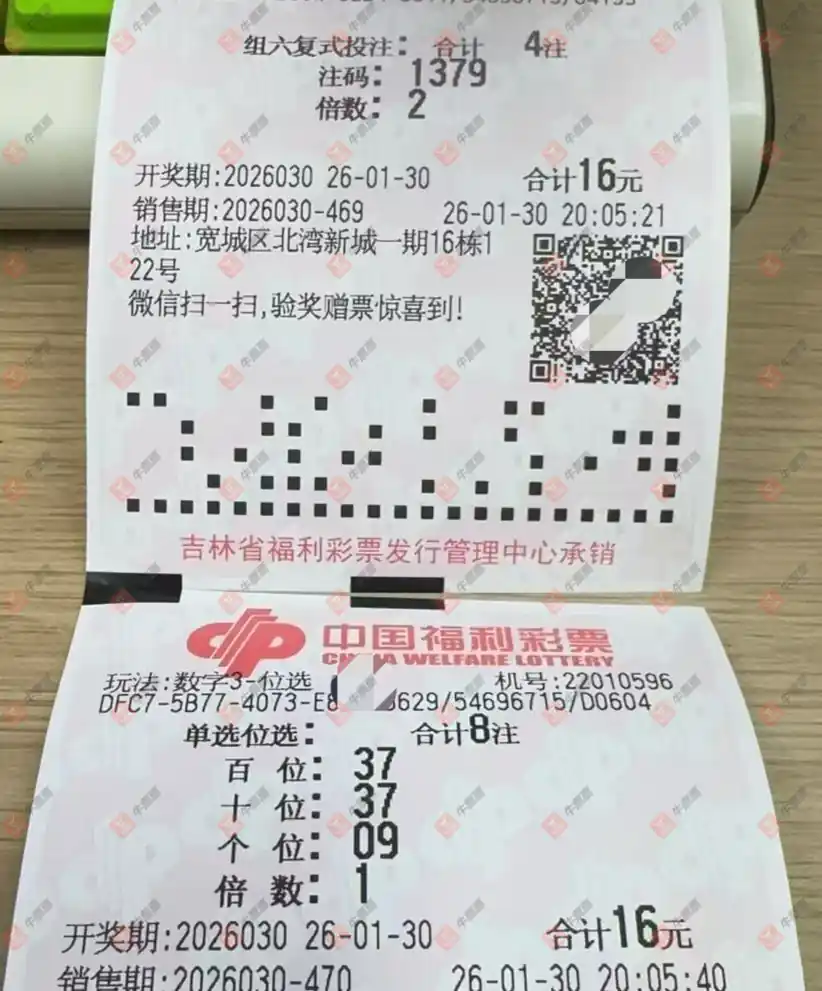 组六复式投注: 合计 4注
注码: 1379
倍数: 2
开奖期:2026030 26-01-30 合计16元
销售期:2026030-469 26-01-30 20:05:21
地址:宽城区北湾新城一期16栋1
22号
微信扫一扫,验奖赠票惊喜到!
吉林省福利彩票发行管理中心承销
中国福利彩票
CHINA WELFARE LOTTERY
玩法:数字3-位选 机号:22010596
DFC7-5B77-4073-E8 629/54696715/D0604
单选位选: 合计8注
百位: 37
十位: 37
个位: 09
倍数: 1
开奖期:2026030 26-01-30 合计16元
销售期:2026030-470 26-01-30 20:05:40